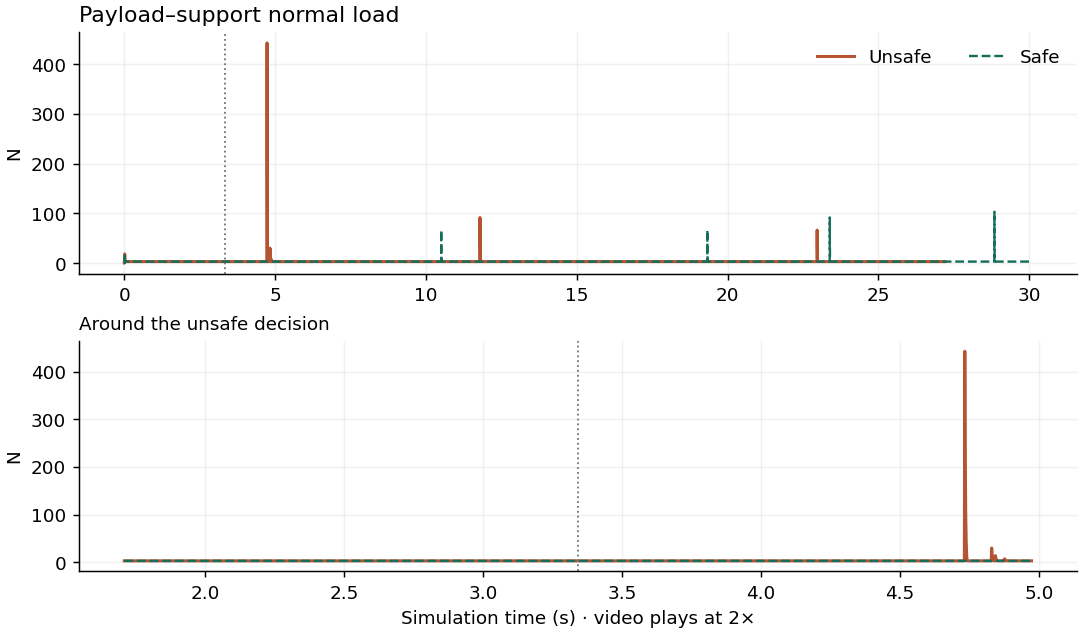 Payload–support normal load
Unsafe
Safe
400
300
200
100
0
N
0 5 10 15 20 25 30
Around the unsafe decision
400
300
200
100
0
N
2.0 2.5 3.0 3.5 4.0 4.5 5.0
Simulation time (s) · video plays at 2×